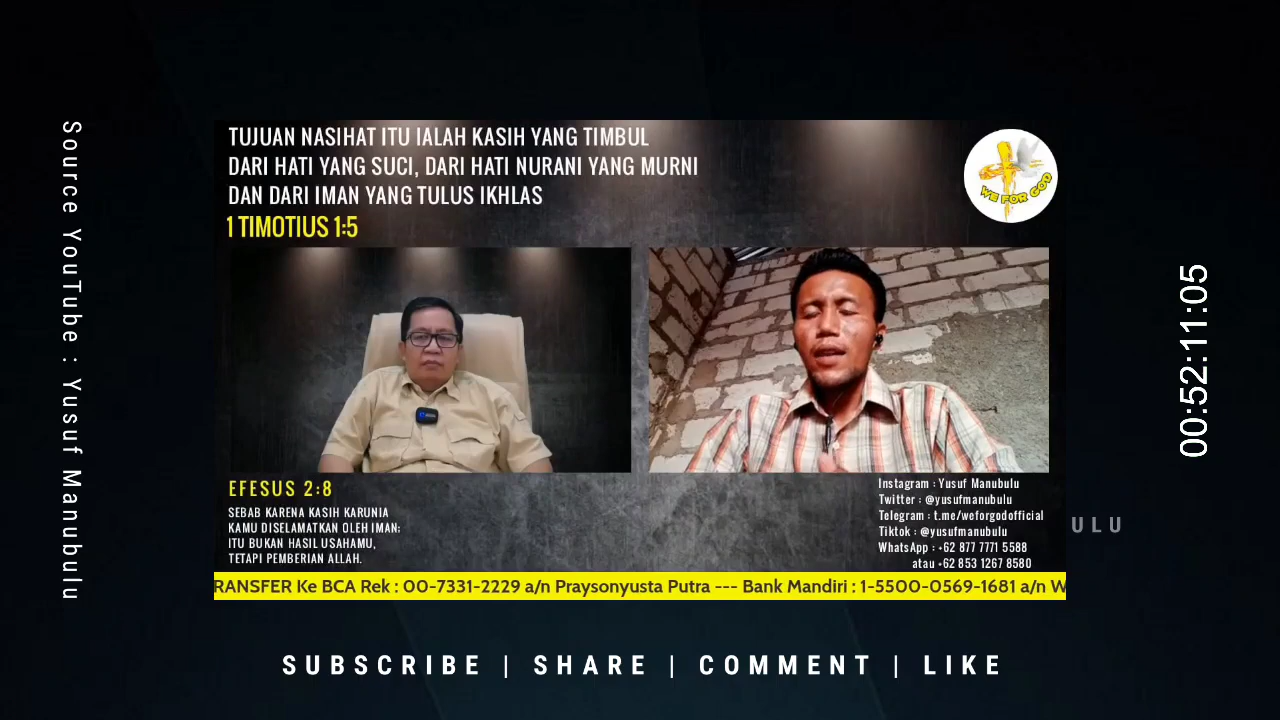 Source YouTube : Yusuf Manubulu
TUJUAN NASIHAT ITU IALAH KASIH YANG TIMBUL
DARI HATI YANG SUCI, DARI HATI NURANI YANG MURNI
DAN DARI IMAN YANG TULUS IKHLAS
1 TIMOTIUS 1:5
WE FOR GOD
00:52:11:05
EFESUS 2:8
SEBAB KARENA KASIH KARUNIA
KAMU DISELAMATKAN OLEH IMAN;
ITU BUKAN HASIL USAHAMU,
TETAPI PEMBERIAN ALLAH.
Instagram : Yusuf Manubulu
Twitter : @yusufmanubulu
Telegram : t.me/weforgodofficial
Tiktok : @yusufmanubulu
WhatsApp : +62 877 7771 5588
atau +62 853 1267 8580
ULU
RANSFER Ke BCA Rek : 00-7331-2229 a/n Praysonyusta Putra --- Bank Mandiri : 1-5500-0569-1681 a/n W
SUBSCRIBE | SHARE | COMMENT | LIKE